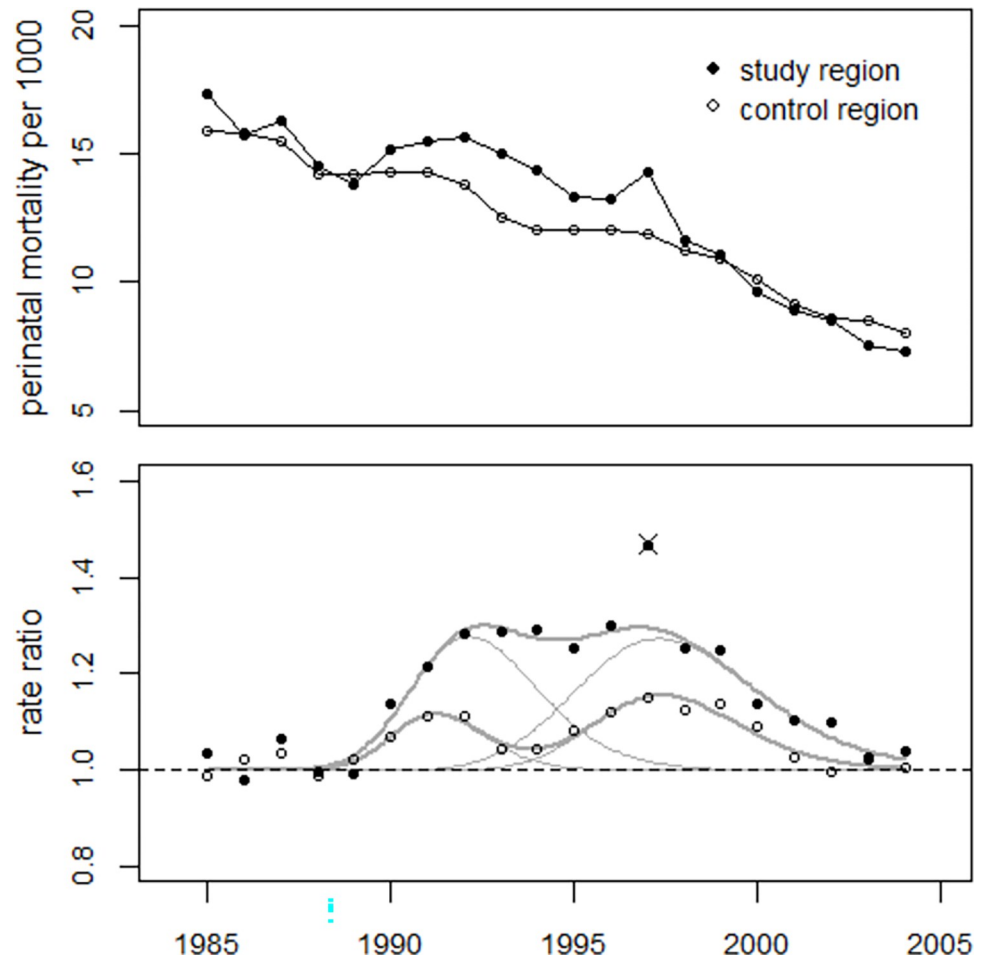 perinatal mortality per 1000
20
15
10
5
study region
control region
rate ratio
1.6
1.4
1.2
1.0
0.8
1985 1990 1995 2000 2005